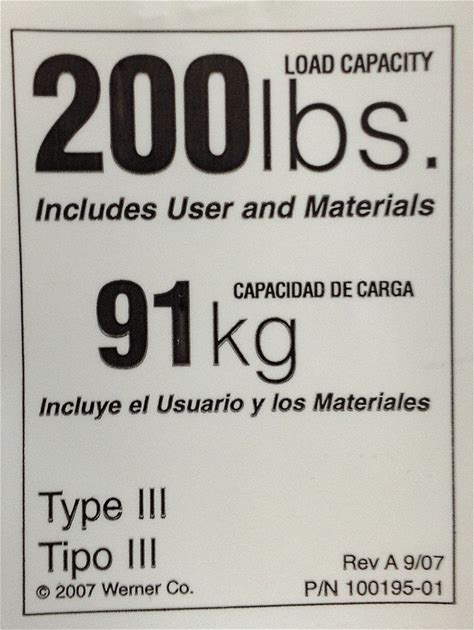 LOAD CAPACITY
200lbs.
Includes User and Materials
CAPACIDAD DE CARGA
91kg
Incluye el Usuario y los Materiales
Type III
Tipo III
Rev A 9/07
© 2007 Werner Co.
P/N 100195-01